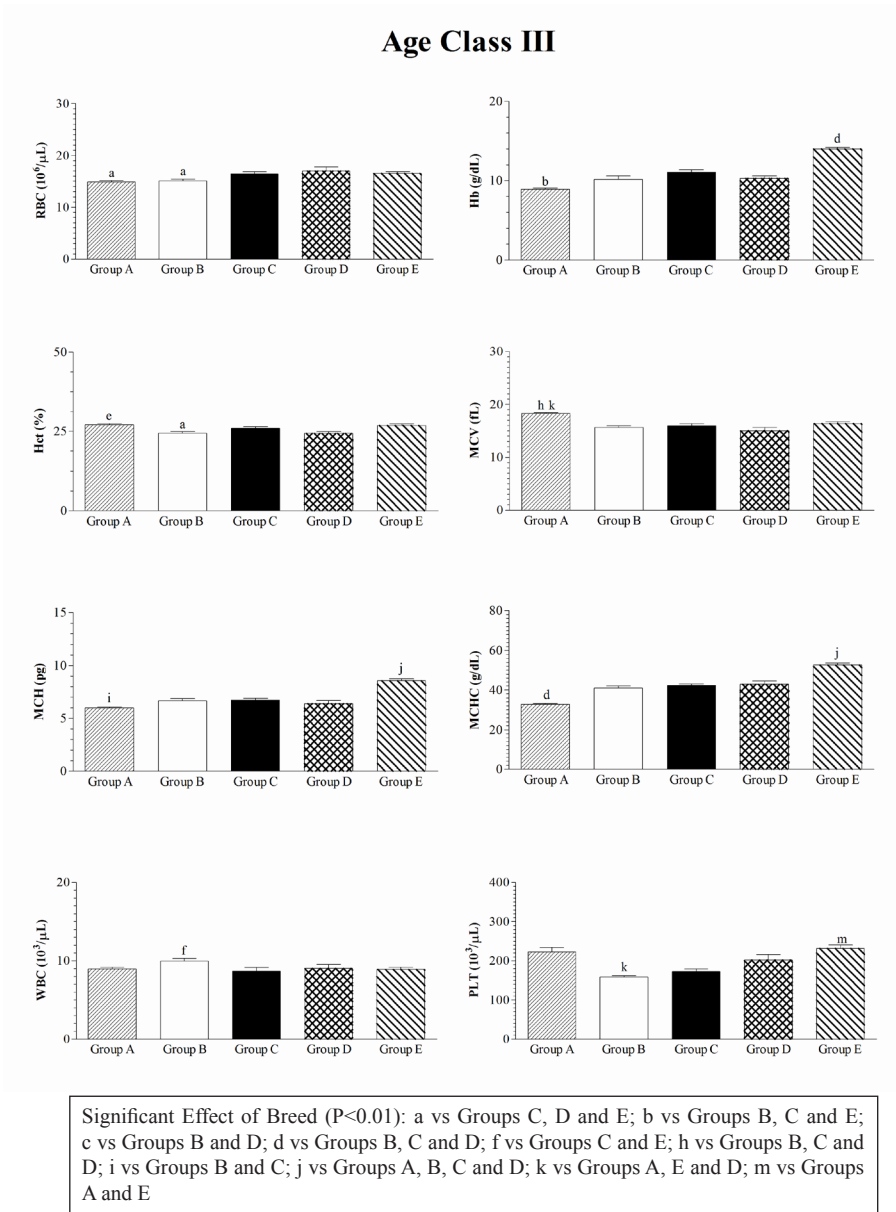 Age Class III
30
20
10
0
RBC (10⁶/µL)
a
a
Group A Group B Group C Group D Group E
20
10
0
Hb (g/dL)
b
d
Group A Group B Group C Group D Group E
50
25
0
Hct (%)
e
a
Group A Group B Group C Group D Group E
30
20
10
0
MCV (fL)
h k
Group A Group B Group C Group D Group E
15
10
5
0
MCH (pg)
i
j
Group A Group B Group C Group D Group E
80
60
40
20
0
MCHC (g/dL)
d
j
Group A Group B Group C Group D Group E
20
10
0
WBC (10³/µL)
f
Group A Group B Group C Group D Group E
400
300
200
100
0
PLT (10³/µL)
k
m
Group A Group B Group C Group D Group E
Significant Effect of Breed (P<0.01): a vs Groups C, D and E; b vs Groups B, C and E;
c vs Groups B and D; d vs Groups B, C and D; f vs Groups C and E; h vs Groups B, C and
D; i vs Groups B and C; j vs Groups A, B, C and D; k vs Groups A, E and D; m vs Groups
A and E